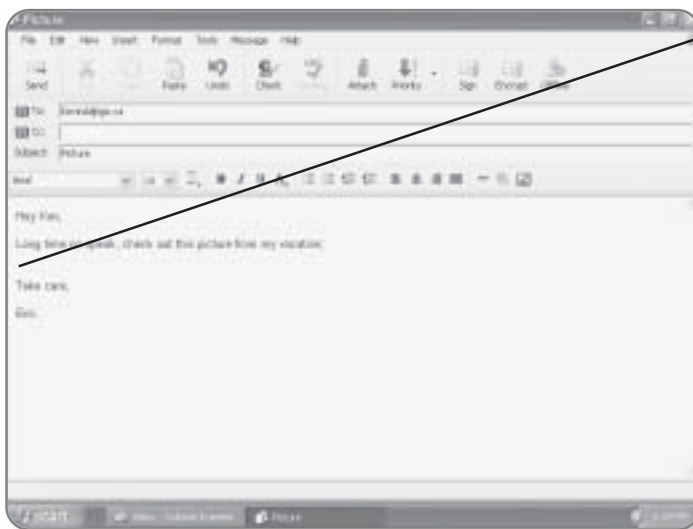 Picture
File Edit View Insert Format Tools Message Help
Send Paste Undo Check Attach Priority Sign Encrypt
To:
Cc:
Subject: Picture
Arial
Hey Ken,
Long time no speak, check out this picture from my vacation;
Take care,
Eric.
start Picture